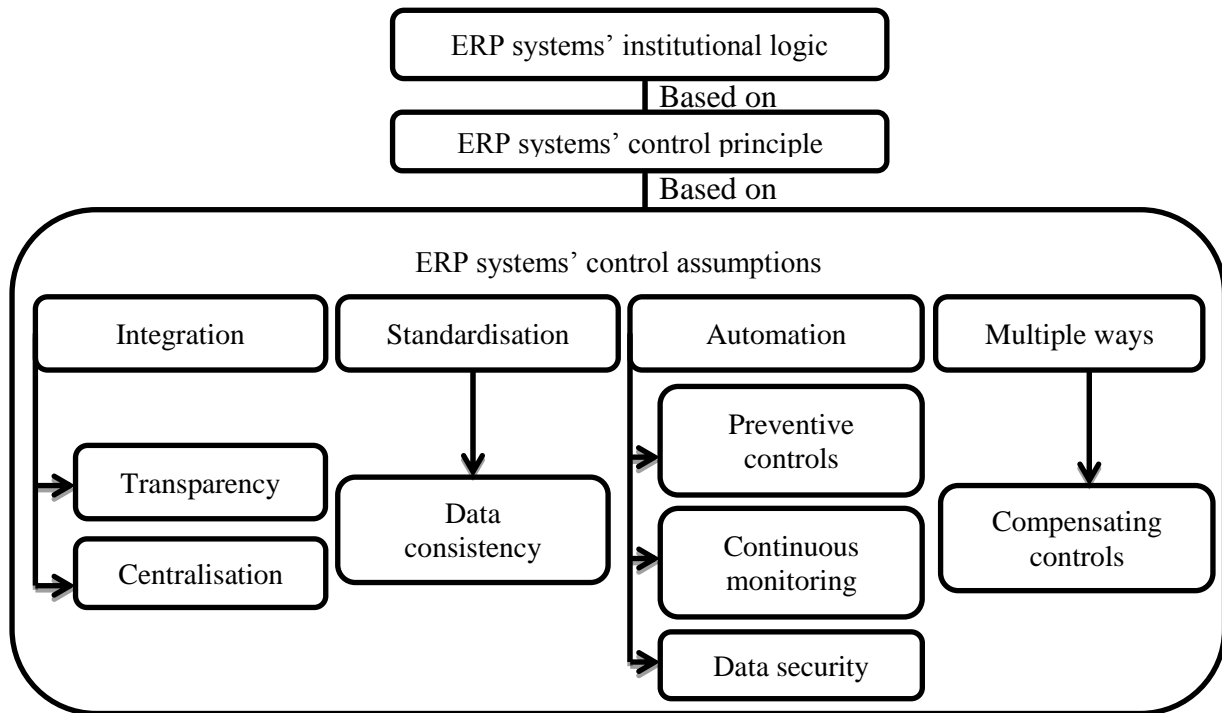 ERP systems’ institutional logic
Based on
ERP systems’ control principle
Based on
ERP systems’ control assumptions
Integration
Standardisation
Automation
Multiple ways
Transparency
Centralisation
Data
consistency
Preventive
controls
Continuous
monitoring
Data security
Compensating
controls